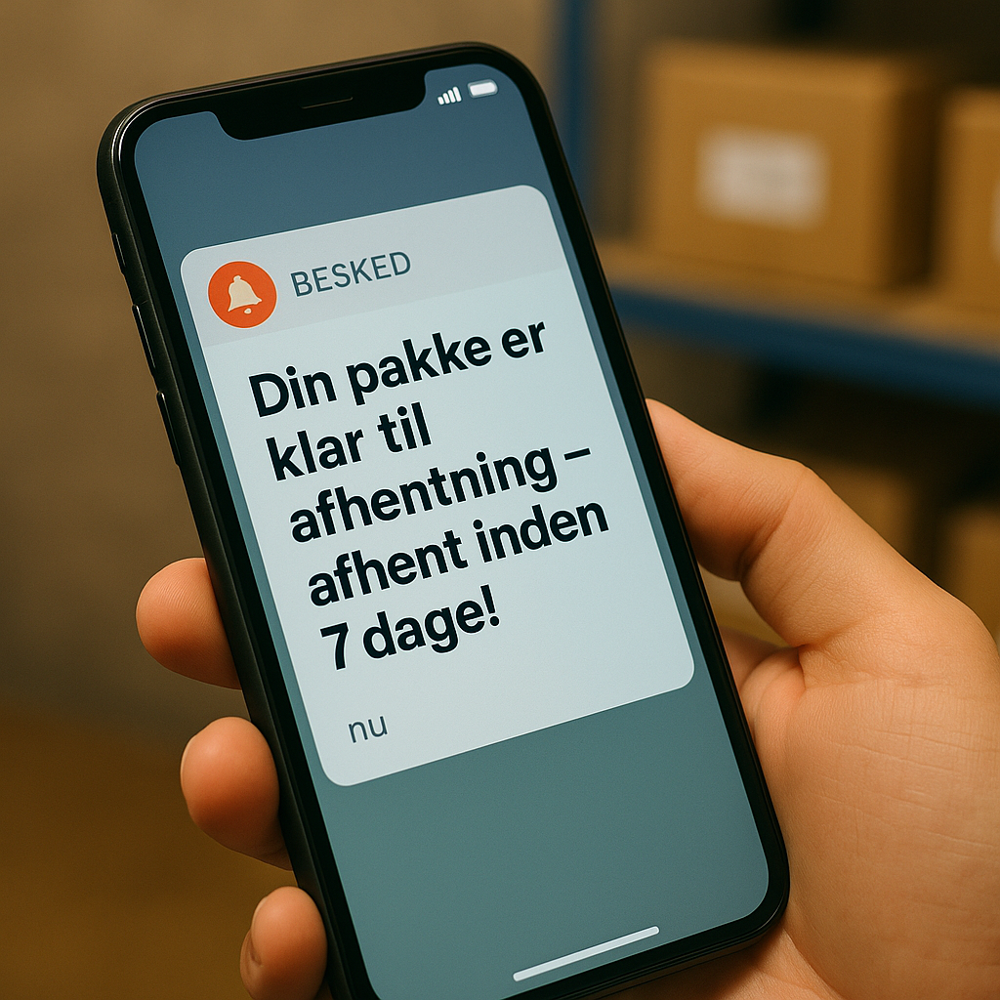 BESKED
Din pakke er
klar til
afhentning –
afhent inden
7 dage!
nu